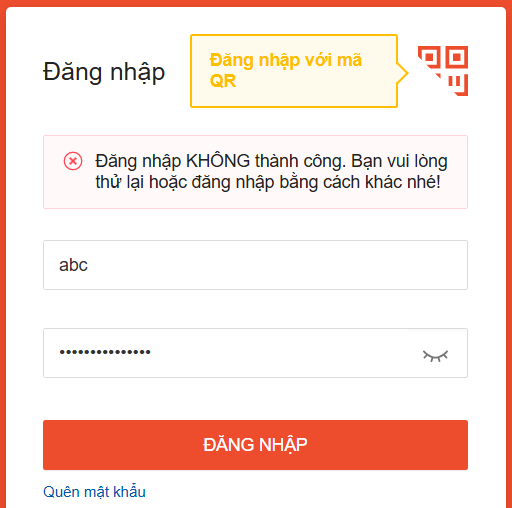 Đăng nhập
Đăng nhập với mã
QR
Đăng nhập KHÔNG thành công. Bạn vui lòng
thử lại hoặc đăng nhập bằng cách khác nhé!
abc
•••••••••••••••
ĐĂNG NHẬP
Quên mật khẩu